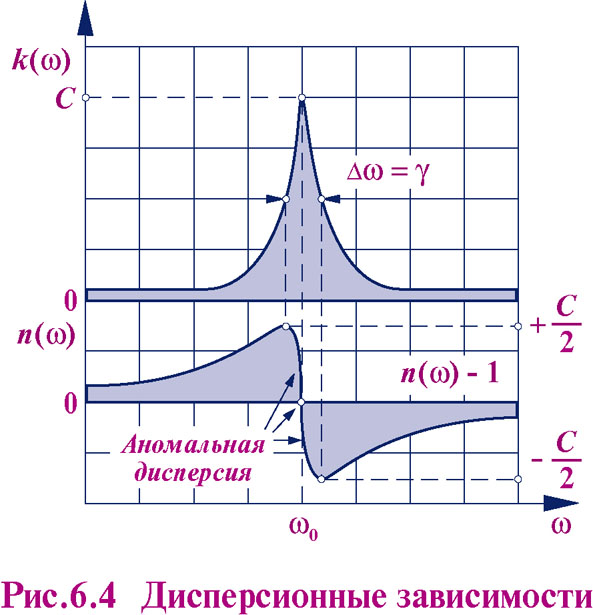 k(ω)
C
Δω = γ
0
n(ω)
+ C/2
n(ω) - 1
0
Аномальная
дисперсия
- C/2
ω₀
ω
Рис.6.4 Дисперсионные зависимости